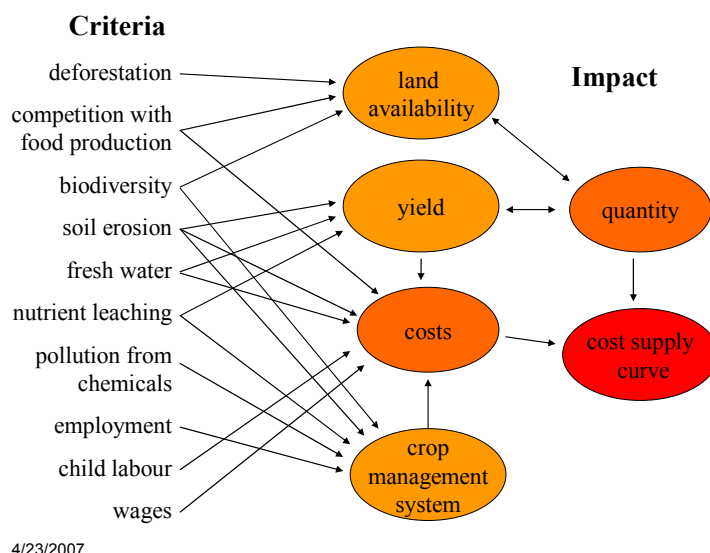 Criteria
deforestation
competition with
food production
biodiversity
soil erosion
fresh water
nutrient leaching
pollution from
chemicals
employment
child labour
wages
land
availability
yield
costs
crop
management
system
Impact
quantity
cost supply
curve
4/23/2007